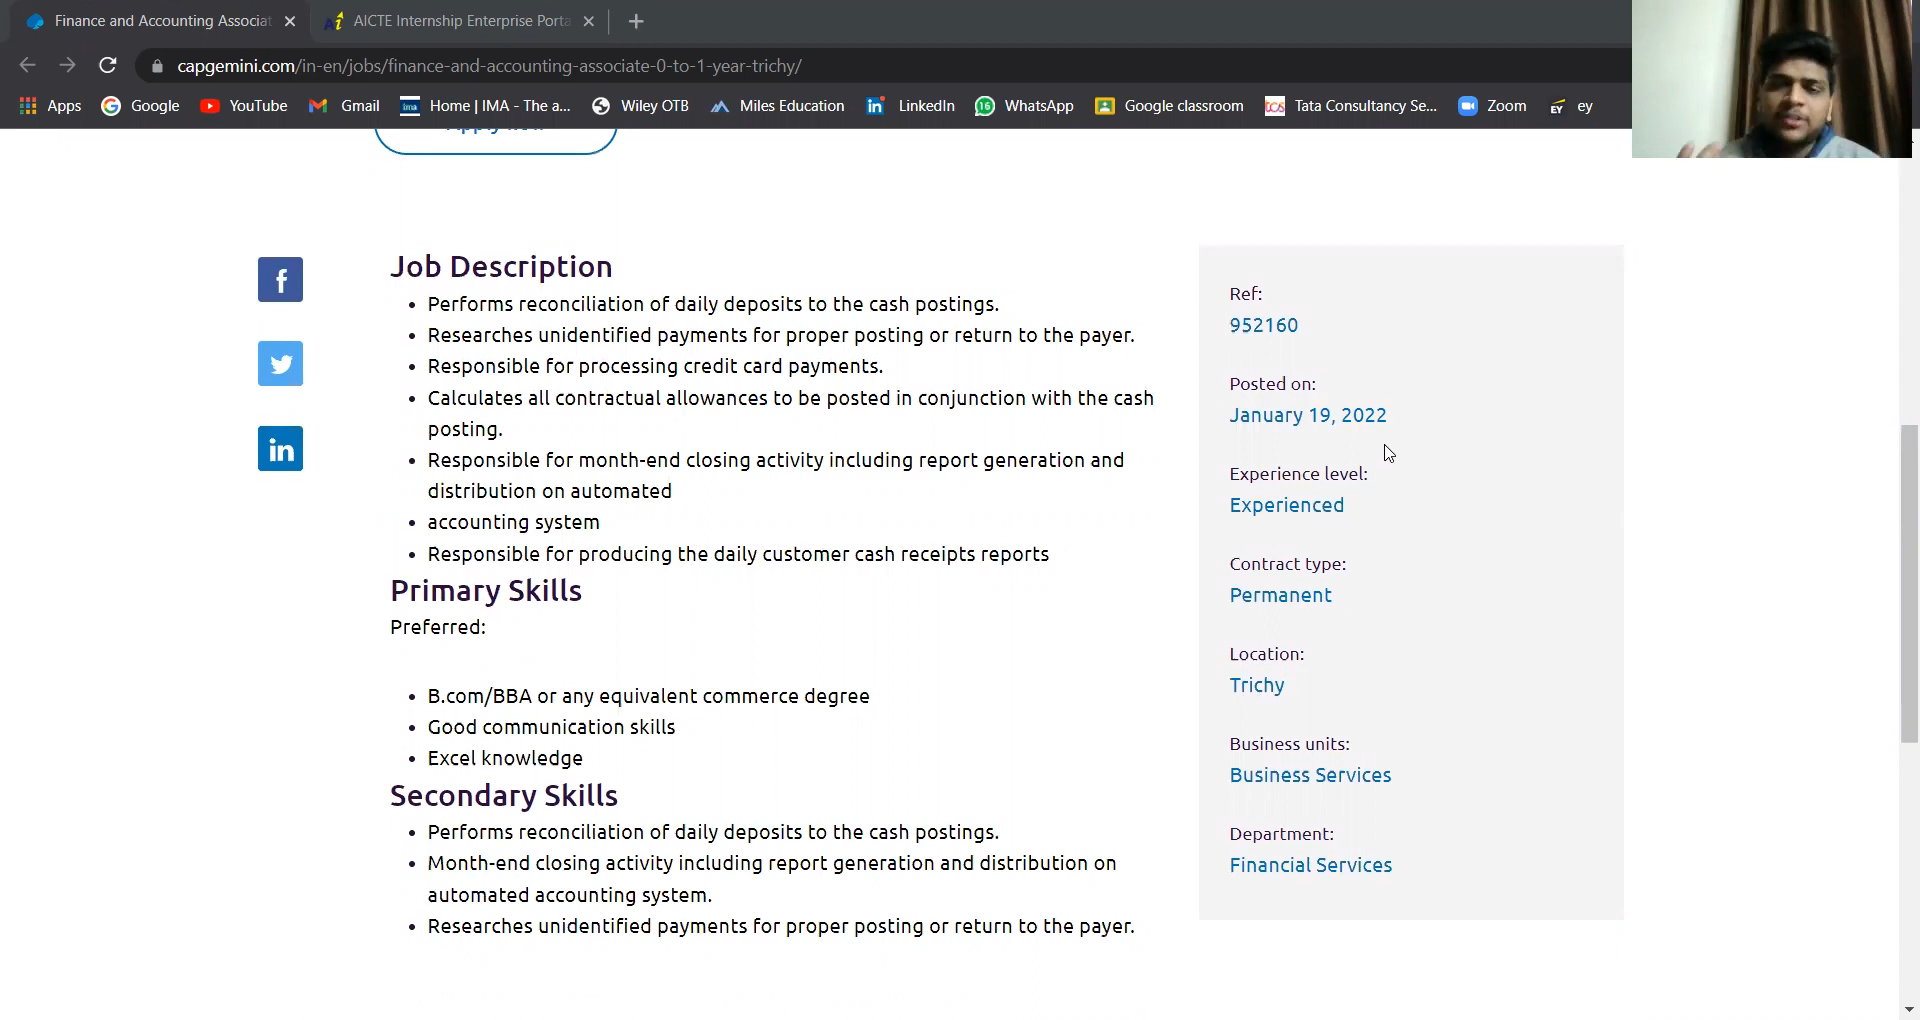 Finance and Accounting Associat
AICTE Internship Enterprise Porta
capgemini.com/in-en/jobs/finance-and-accounting-associate-0-to-1-year-trichy/
Apps
Google
YouTube
Gmail
ima
Home | IMA - The a...
Wiley OTB
Miles Education
in
LinkedIn
16
WhatsApp
Google classroom
tcs
Tata Consultancy Se...
Zoom
EY
ey
Apply now
f
in
Job Description
• Performs reconciliation of daily deposits to the cash postings.
• Researches unidentified payments for proper posting or return to the payer.
• Responsible for processing credit card payments.
• Calculates all contractual allowances to be posted in conjunction with the cash
posting.
• Responsible for month-end closing activity including report generation and
distribution on automated
• accounting system
• Responsible for producing the daily customer cash receipts reports
Primary Skills
Preferred:
• B.com/BBA or any equivalent commerce degree
• Good communication skills
• Excel knowledge
Secondary Skills
• Performs reconciliation of daily deposits to the cash postings.
• Month-end closing activity including report generation and distribution on
automated accounting system.
• Researches unidentified payments for proper posting or return to the payer.
Ref:
952160
Posted on:
January 19, 2022
Experience level:
Experienced
Contract type:
Permanent
Location:
Trichy
Business units:
Business Services
Department:
Financial Services